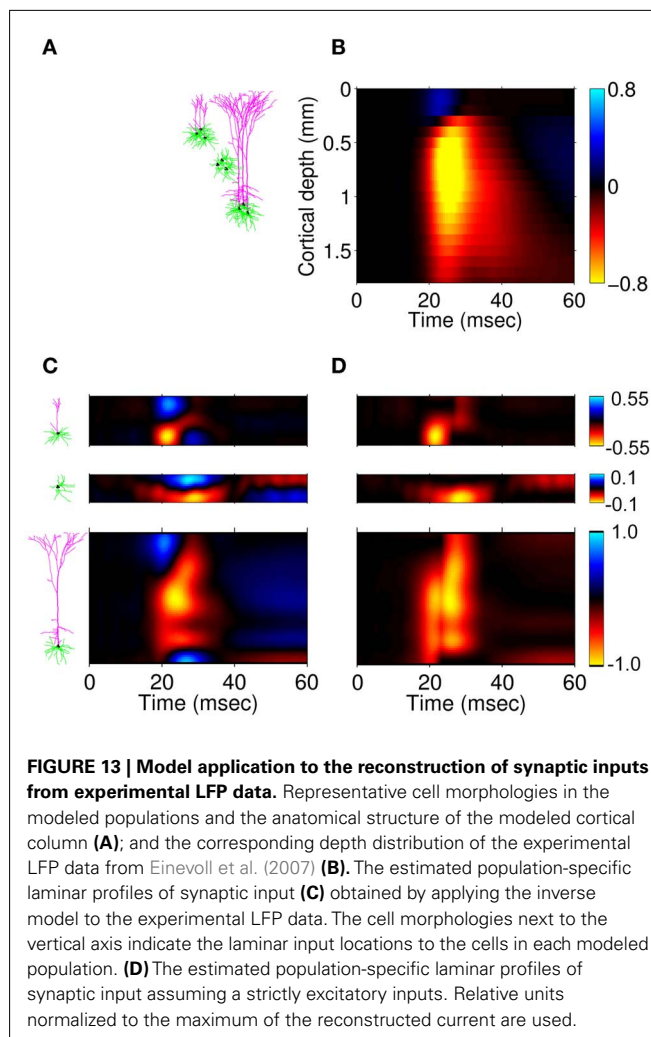 A
B
0
0.5
1
1.5
Cortical depth (mm)
0.8
0
-0.8
0
20
40
60
Time (msec)
C
D
0.55
-0.55
0.1
-0.1
1.0
-1.0
0
20
40
60
0
20
40
60
Time (msec)
Time (msec)
FIGURE 13 | Model application to the reconstruction of synaptic inputs
from experimental LFP data. Representative cell morphologies in the
modeled populations and the anatomical structure of the modeled cortical
column (A); and the corresponding depth distribution of the experimental
LFP data from Einevoll et al. (2007) (B). The estimated population-specific
laminar profiles of synaptic input (C) obtained by applying the inverse
model to the experimental LFP data. The cell morphologies next to the
vertical axis indicate the laminar input locations to the cells in each modeled
population. (D) The estimated population-specific laminar profiles of
synaptic input assuming a strictly excitatory inputs. Relative units
normalized to the maximum of the reconstructed current are used.